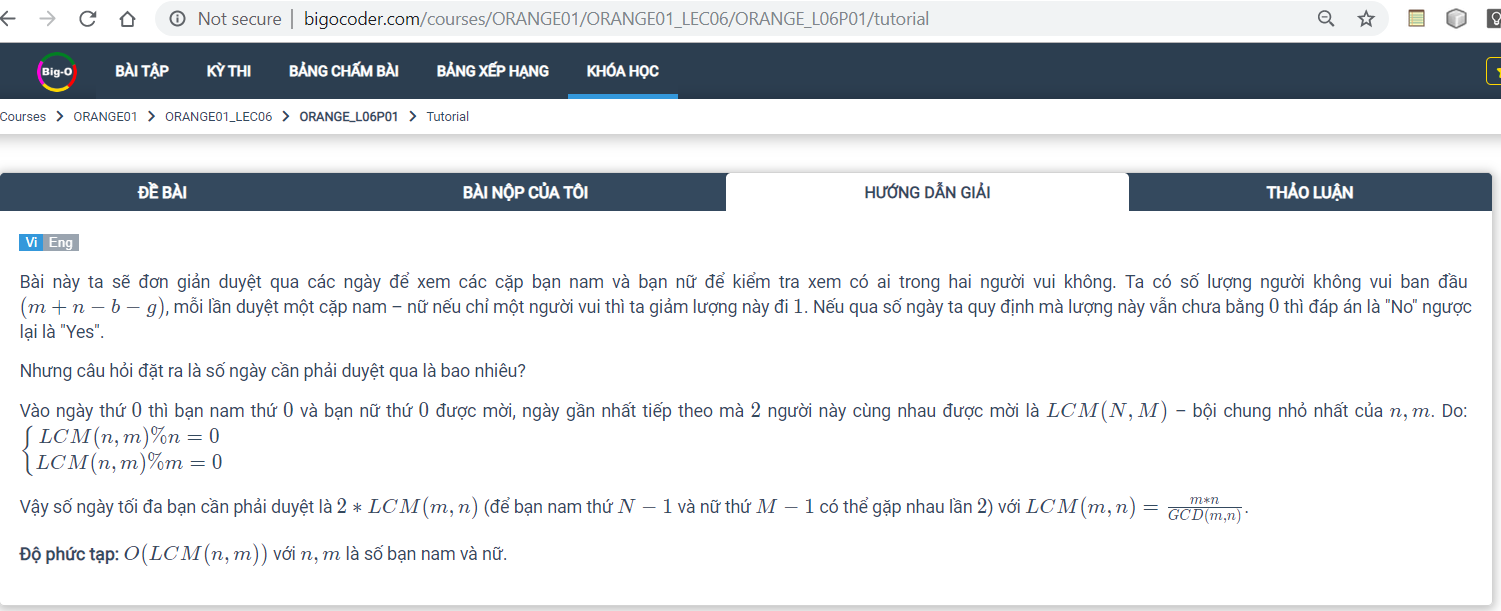 Not secure | bigocoder.com/courses/ORANGE01/ORANGE01_LEC06/ORANGE_L06P01/tutorial
Big-O BÀI TẬP KỲ THI BẢNG CHẤM BÀI BẢNG XẾP HẠNG KHÓA HỌC
Courses > ORANGE01 > ORANGE01_LEC06 > ORANGE_L06P01 > Tutorial
ĐỀ BÀI BÀI NỘP CỦA TÔI HƯỚNG DẪN GIẢI THẢO LUẬN
Vi Eng
Bài này ta sẽ đơn giản duyệt qua các ngày để xem các cặp bạn nam và bạn nữ để kiểm tra xem có ai trong hai người vui không. Ta có số lượng người không vui ban đầu
(m + n − b − g), mỗi lần duyệt một cặp nam – nữ nếu chỉ một người vui thì ta giảm lượng này đi 1. Nếu qua số ngày ta quy định mà lượng này vẫn chưa bằng 0 thì đáp án là "No" ngược
lại là "Yes".
Nhưng câu hỏi đặt ra là số ngày cần phải duyệt qua là bao nhiêu?
Vào ngày thứ 0 thì bạn nam thứ 0 và bạn nữ thứ 0 được mời, ngày gần nhất tiếp theo mà 2 người này cùng nhau được mời là LCM(N, M) – bội chung nhỏ nhất của n, m. Do:
LCM(n, m)%n = 0
LCM(n, m)%m = 0
Vậy số ngày tối đa bạn cần phải duyệt là 2 ∗ LCM(m, n) (để bạn nam thứ N − 1 và nữ thứ M − 1 có thể gặp nhau lần 2) với LCM(m, n) = m∗n / GCD(m,n).
Độ phức tạp: O(LCM(n, m)) với n, m là số bạn nam và nữ.